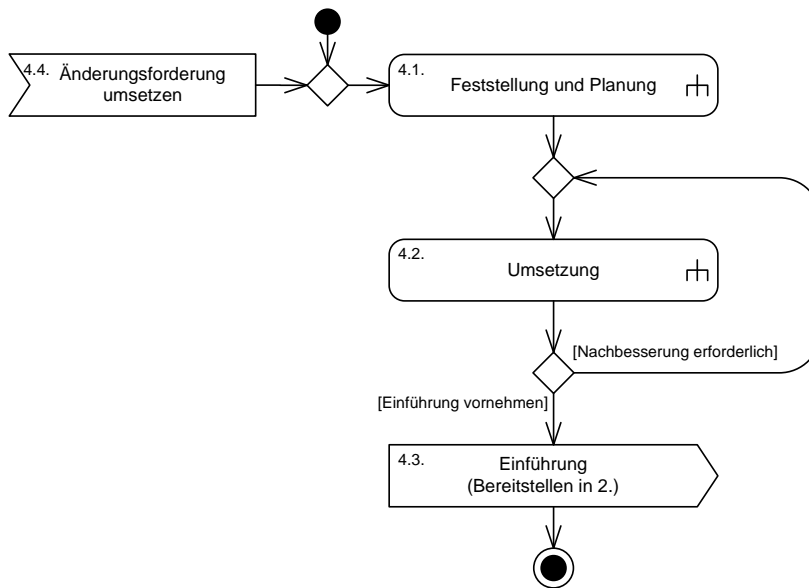 4.4. Änderungsforderung
umsetzen
4.1. Feststellung und Planung
4.2. Umsetzung
[Nachbesserung erforderlich]
[Einführung vornehmen]
4.3. Einführung
(Bereitstellen in 2.)